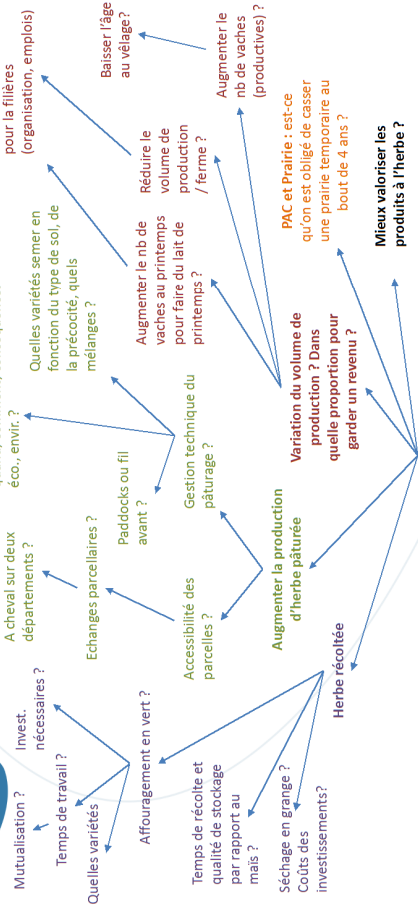 Mutualisation ?
Invest.
nécessaires ?
Temps de travail ?
Quelles variétés
Affouragement en vert ?
Temps de récolte et
qualité de stockage
par rapport au
maïs ?
Séchage en grange ?
Coûts des
investissements?
Herbe récoltée
A cheval sur deux
départements ?
Echanges parcellaires ?
Accessibilité des
parcelles ?
Augmenter la production
d'herbe pâturée
éco., envir. ?
Paddocks ou fil
avant ?
Gestion technique du
pâturage ?
Quelles variétés semer en
fonction du type de sol, de
la précocité, quels
mélanges ?
pour la filières
(organisation, emplois)
Augmenter le nb de
vaches au printemps
pour faire du lait de
printemps ?
Réduire le
volume de
production
/ ferme ?
Baisser l'âge
au vêlage?
Augmenter le
nb de vaches
(productives) ?
Variation du volume de
production ? Dans
quelle proportion pour
garder un revenu ?
PAC et Prairie : est-ce
qu'on est obligé de casser
une prairie temporaire au
bout de 4 ans ?
Mieux valoriser les
produits à l'herbe ?